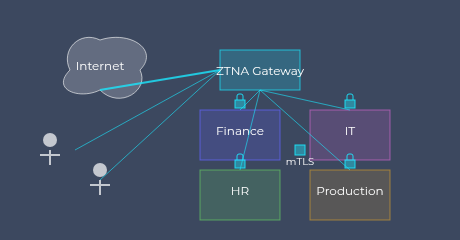 Internet
ZTNA Gateway
Finance
IT
mTLS
HR
Production